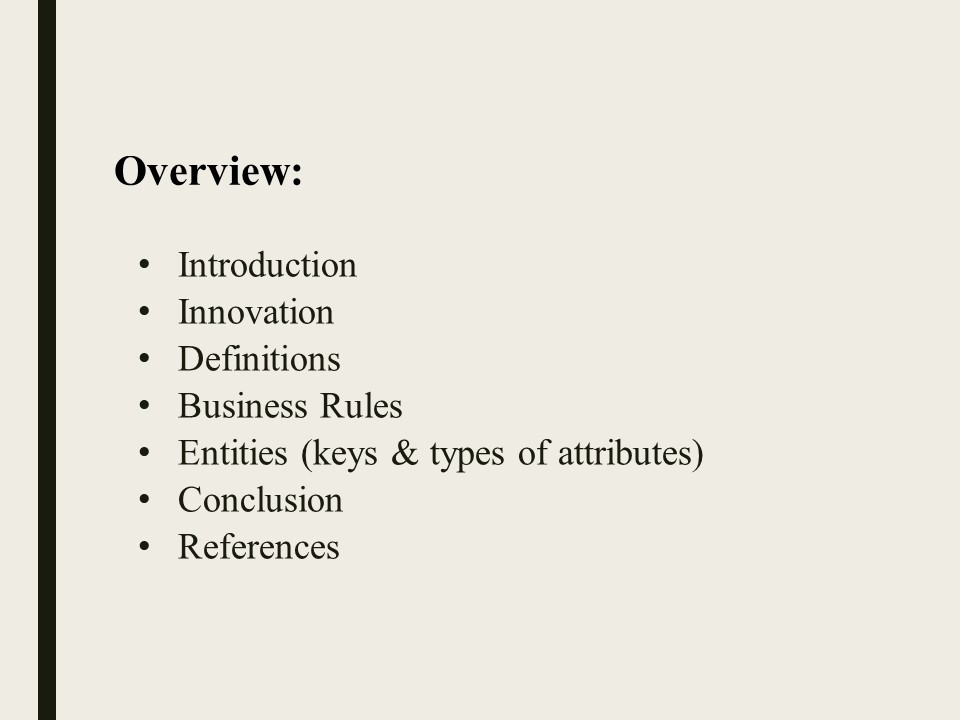 Overview:
• Introduction
• Innovation
• Definitions
• Business Rules
• Entities (keys & types of attributes)
• Conclusion
• References